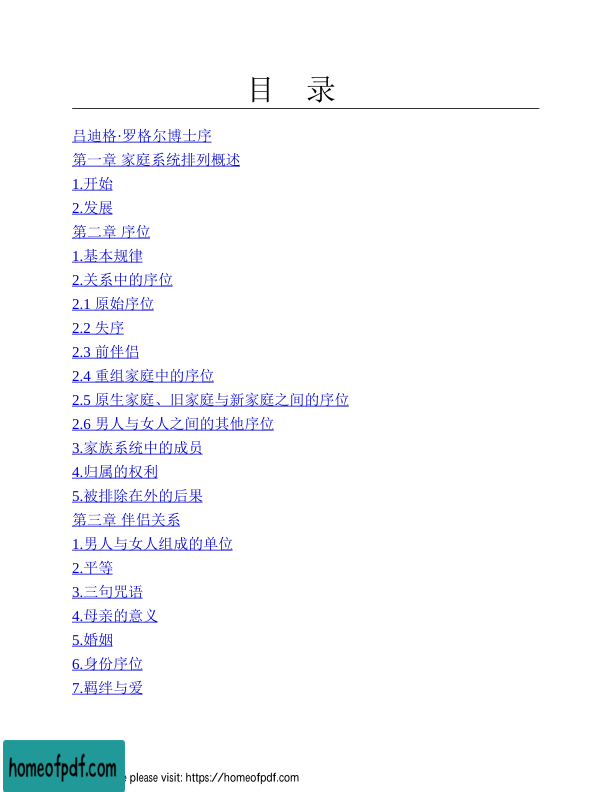 目 录
吕迪格·罗格尔博士序
第一章 家庭系统排列概述
1.开始
2.发展
第二章 序位
1.基本规律
2.关系中的序位
2.1 原始序位
2.2 失序
2.3 前伴侣
2.4 重组家庭中的序位
2.5 原生家庭、旧家庭与新家庭之间的序位
2.6 男人与女人之间的其他序位
3.家族系统中的成员
4.归属的权利
5.被排除在外的后果
第三章 伴侣关系
1.男人与女人组成的单位
2.平等
3.三句咒语
4.母亲的意义
5.婚姻
6.身份序位
7.羁绊与爱
homeofpdf.com
please visit: https://homeofpdf.com